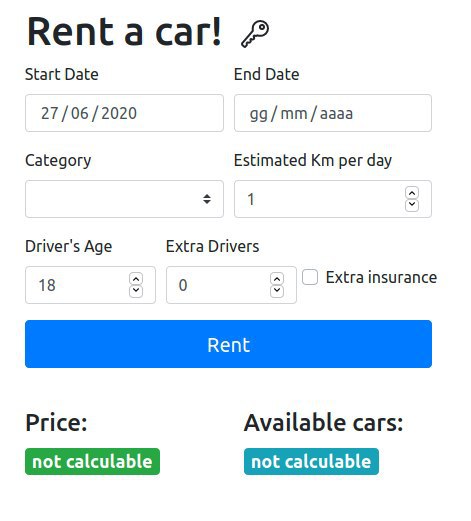 Rent a car!
Start Date End Date
27/06/2020 gg/mm/aaaa
Category Estimated Km per day
1
Driver's Age Extra Drivers
18 0 Extra insurance
Rent
Price: Available cars:
not calculable not calculable